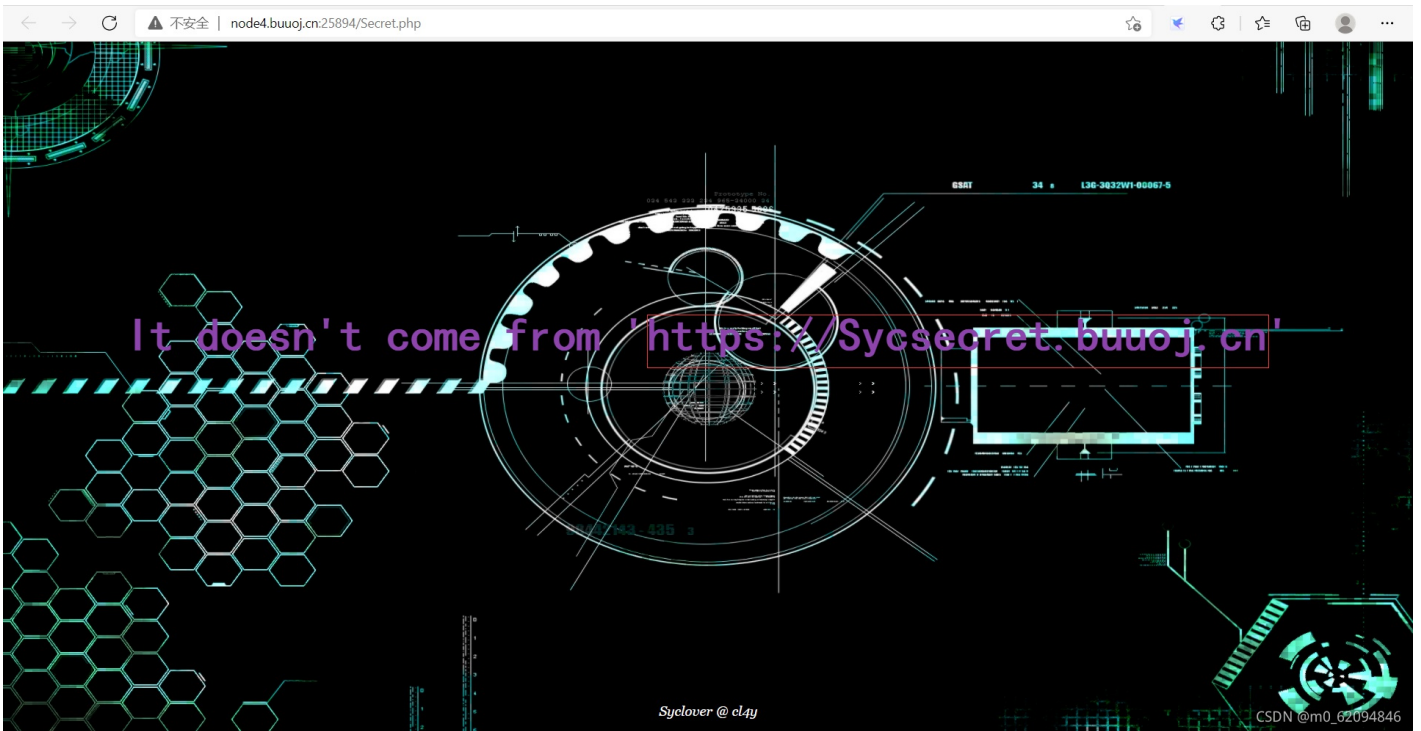 不安全 | node4.buuoj.cn:25894/Secret.php
GSAT 34 L3G-3Q32W1-00067-5
It doesn't come from 'https://Sycsecret.buuoj.cn'
Syclover @ cl4y
CSDN @m0_62094846